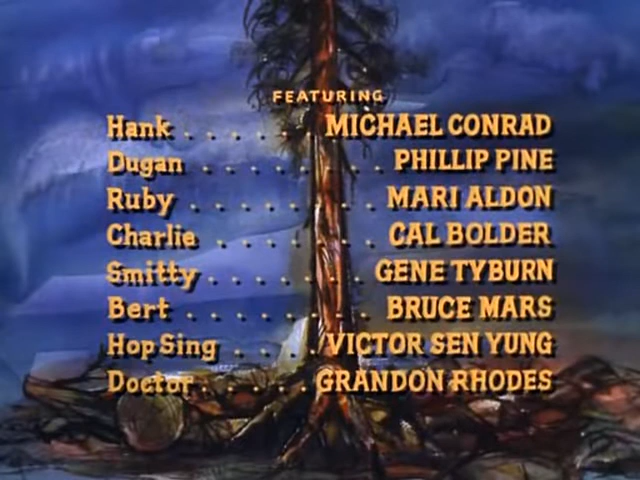 FEATURING
Hank . . . . . . MICHAEL CONRAD
Dugan . . . . . . . . PHILLIP PINE
Ruby . . . . . . . . MARI ALDON
Charlie . . . . . . . CAL BOLDER
Smitty . . . . . . . GENE TYBURN
Bert . . . . . . . . BRUCE MARS
Hop Sing . . . . VICTOR SEN YUNG
Doctor . . . . . GRANDON RHODES